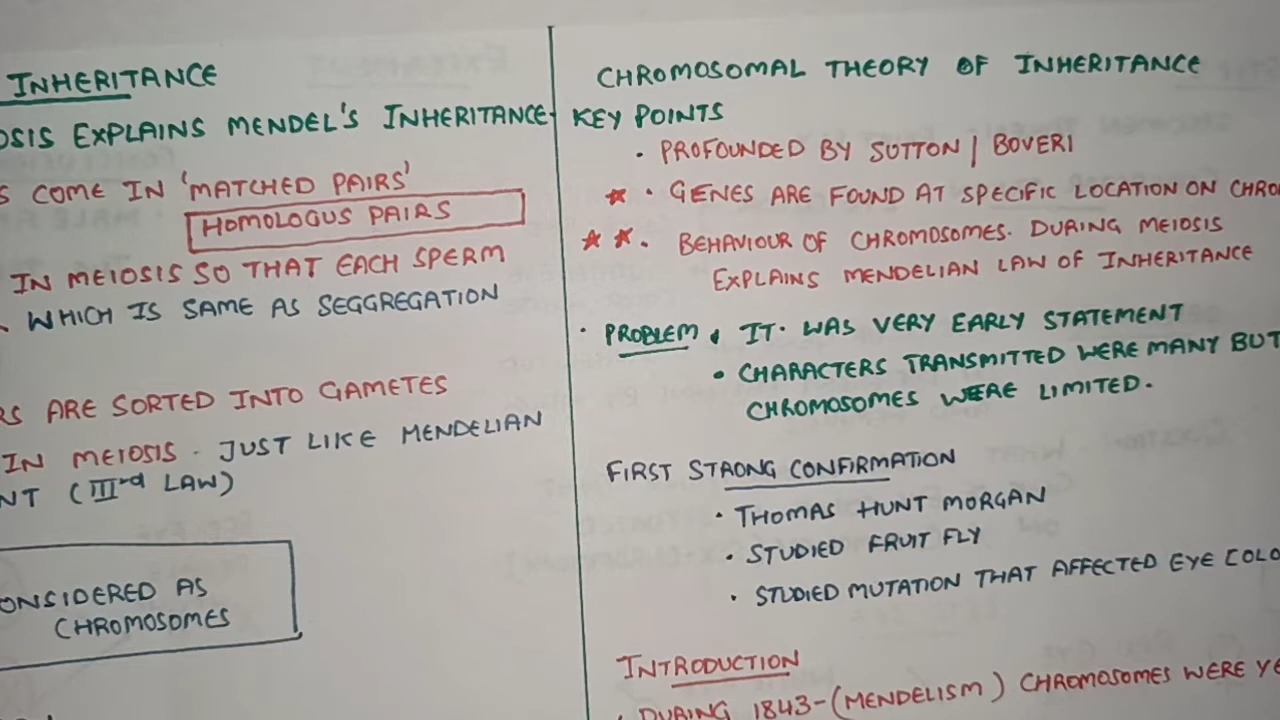 INHERITANCE
OSIS EXPLAINS MENDEL'S INHERITANCE
S COME IN 'MATCHED PAIRS'
HOMOLOGUS PAIRS
IN MEIOSIS SO THAT EACH SPERM
WHICH IS SAME AS SEGGREGATION
RS ARE SORTED INTO GAMETES
IN MEIOSIS. JUST LIKE MENDELIAN
NT (IIIrd LAW)
ONSIDERED AS
CHROMOSOMES
CHROMOSOMAL THEORY OF INHERITANCE
KEY POINTS
• PROFOUNDED BY SUTTON / BOVERI
★ • GENES ARE FOUND AT SPECIFIC LOCATION ON CHRO
★ ★ • BEHAVIOUR OF CHROMOSOMES. DURING MEIOSIS
EXPLAINS MENDELIAN LAW OF INHERITANCE
• PROBLEM • IT. WAS VERY EARLY STATEMENT
• CHARACTERS TRANSMITTED WERE MANY BUT
CHROMOSOMES WERE LIMITED.
FIRST STRONG CONFIRMATION
• THOMAS HUNT MORGAN
• STUDIED FRUIT FLY
• STUDIED MUTATION THAT AFFECTED EYE COLO
INTRODUCTION
• DURING 1843-(MENDELISM) CHROMOSOMES WERE YE